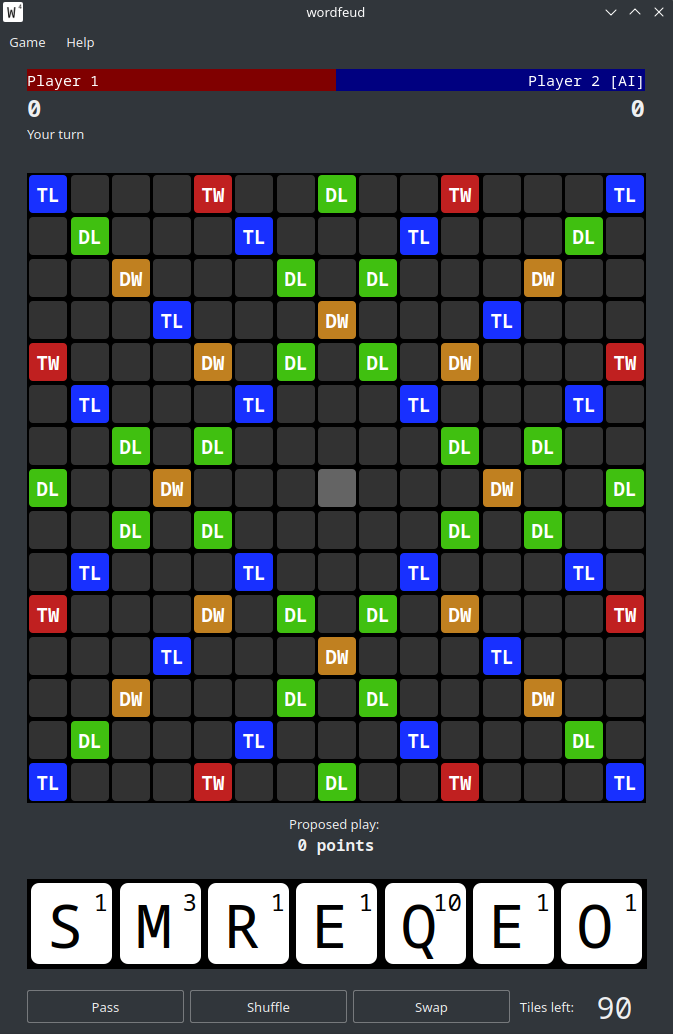 W 4 wordfeud
Game Help
Player 1 Player 2 [AI]
0 0
Your turn
TL TW DL TW TL
DL TL TL DL
DW DL DL DW
TL DW TL
TW DW DL DL DW TW
TL TL TL TL
DL DL DL DL
DL DW DW DL
DL DL DL DL
TL TL TL TL
TW DW DL DL DW TW
TL DW TL
DW DL DL DW
DL TL TL DL
TL TW DL TW TL
Proposed play:
0 points
S 1 M 3 R 1 E 1 Q 10 E 1 O 1
Pass Shuffle Swap Tiles left: 90